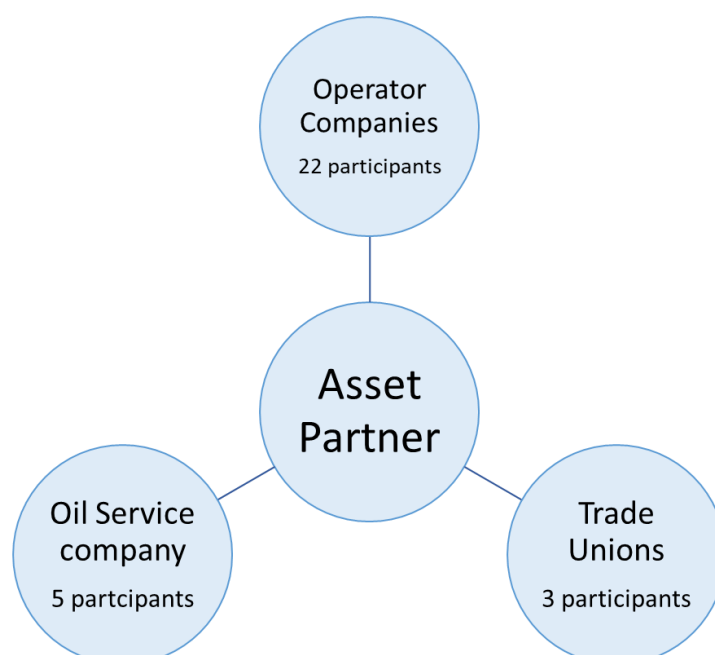 Operator
Companies
22 participants
Asset
Partner
Oil Service
company
5 partcipants
Trade
Unions
3 participants